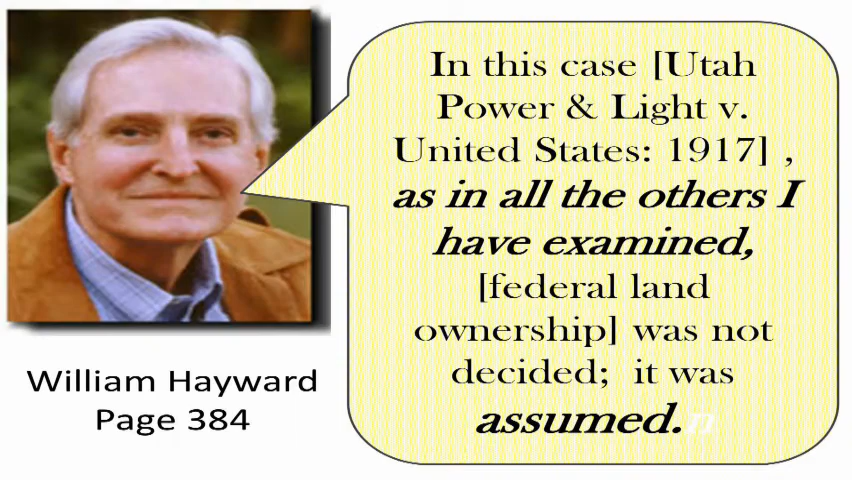 In this case [Utah
Power & Light v.
United States: 1917] ,
as in all the others I
have examined,
[federal land
ownership] was not
decided; it was
assumed.n
William Hayward
Page 384